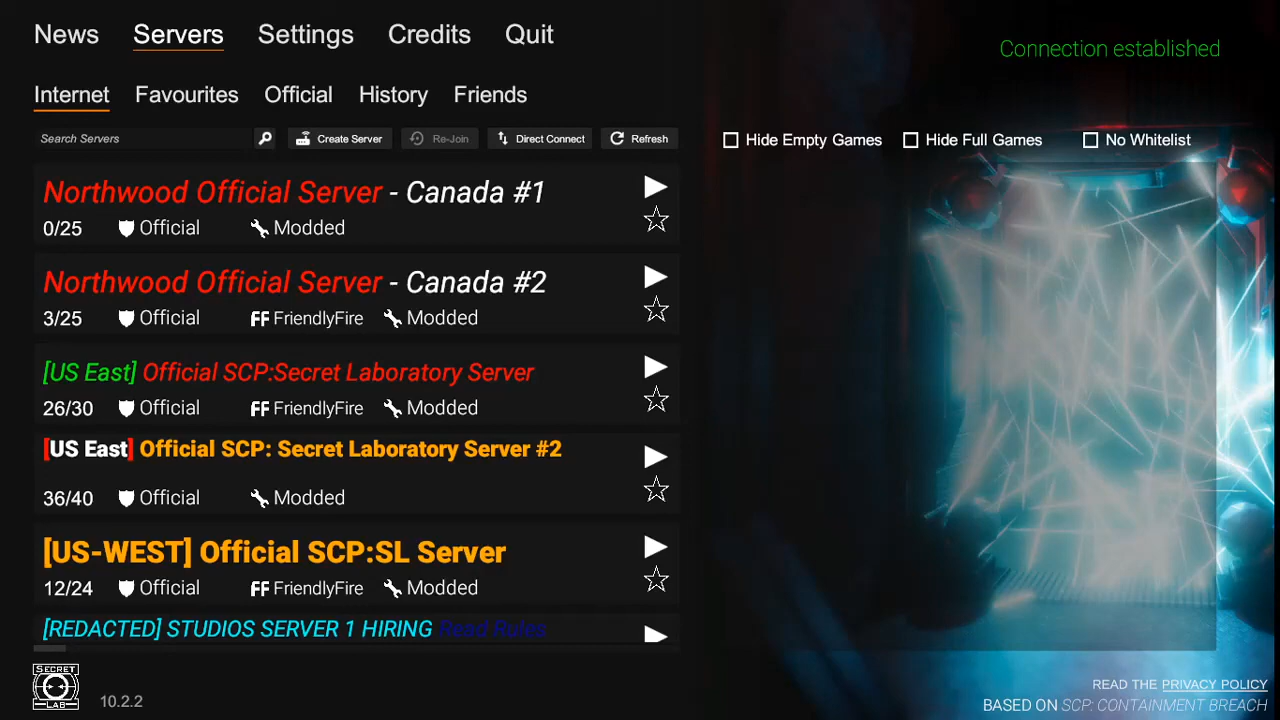 News Servers Settings Credits Quit
Connection established
Internet Favourites Official History Friends
Search Servers Create Server Re-Join Direct Connect Refresh Hide Empty Games Hide Full Games No Whitelist
Northwood Official Server - Canada #1
0/25 Official Modded
Northwood Official Server - Canada #2
3/25 Official FF FriendlyFire Modded
[US East] Official SCP:Secret Laboratory Server
26/30 Official FF FriendlyFire Modded
[US East] Official SCP: Secret Laboratory Server #2
36/40 Official Modded
[US-WEST] Official SCP:SL Server
12/24 Official FF FriendlyFire Modded
[REDACTED] STUDIOS SERVER 1 HIRING Read Rules
SECRET
LAB
10.2.2
READ THE PRIVACY POLICY
BASED ON SCP: CONTAINMENT BREACH